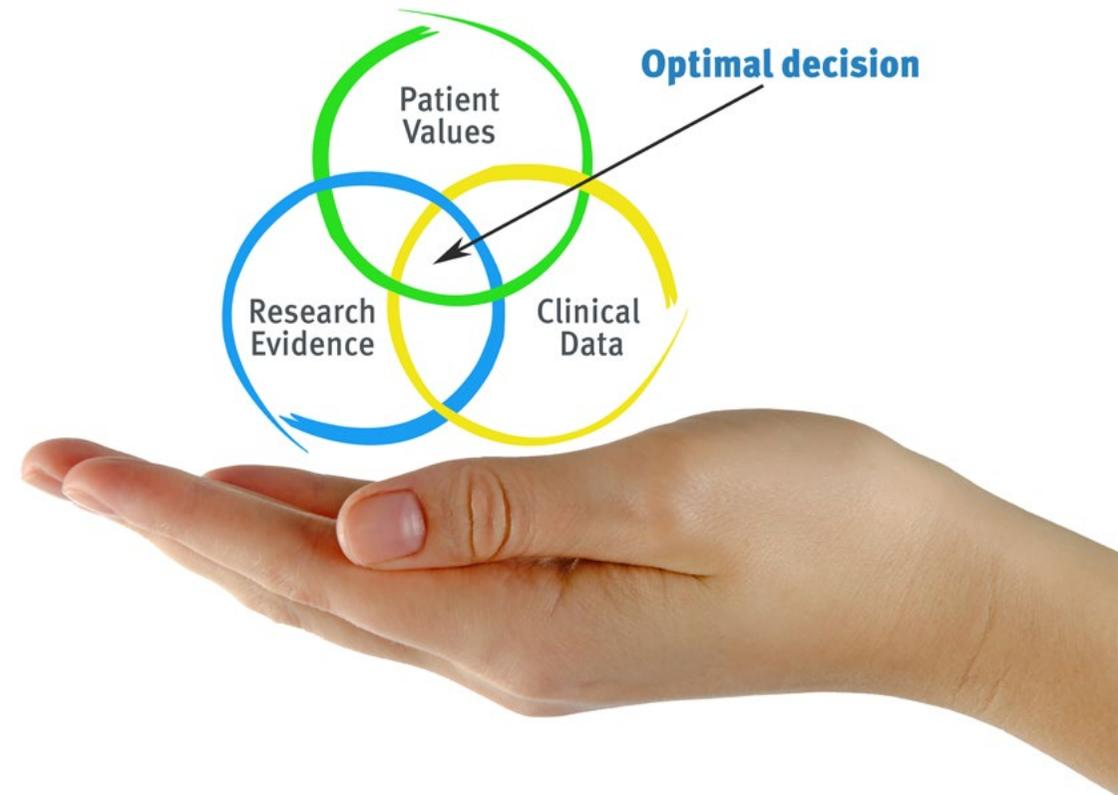 Optimal decision
Patient
Values
Research
Evidence
Clinical
Data